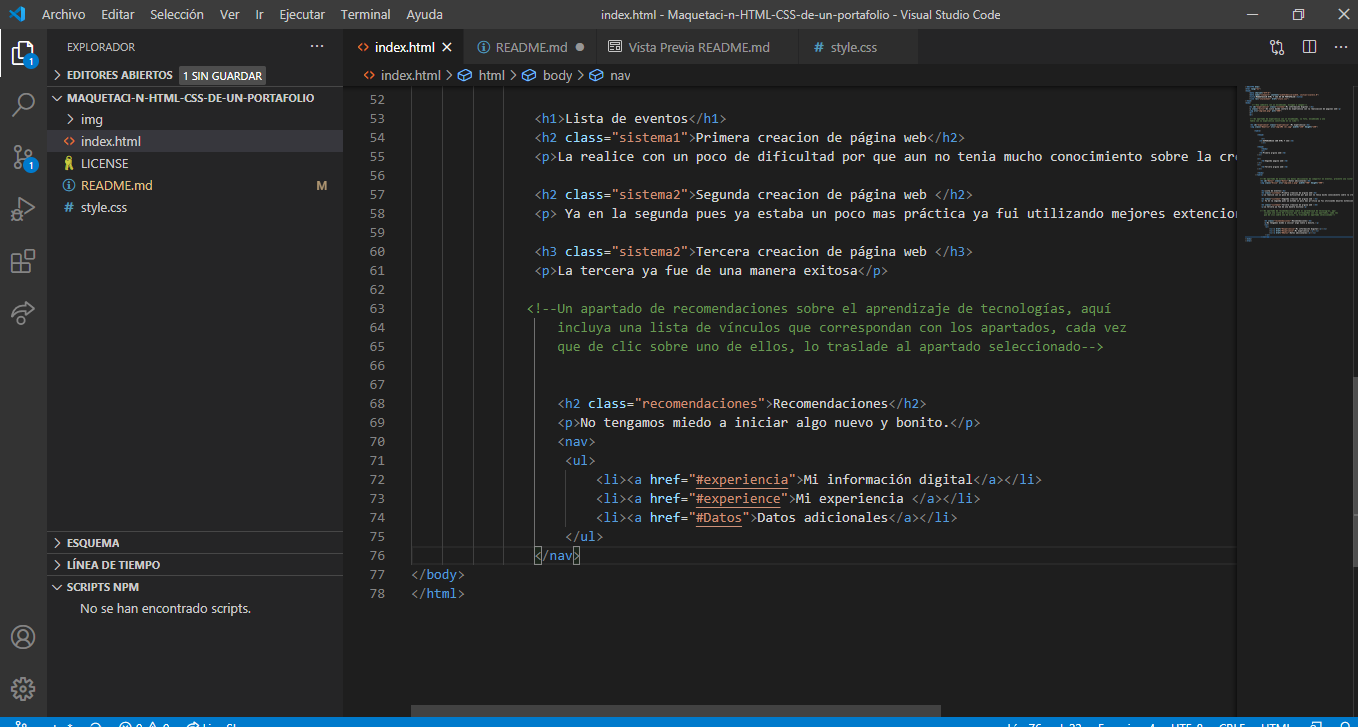 Archivo Editar Selección Ver Ir Ejecutar Terminal Ayuda
index.html - Maquetaci-n-HTML-CSS-de-un-portafolio - Visual Studio Code
EXPLORADOR
EDITORES ABIERTOS 1 SIN GUARDAR
MAQUETACI-N-HTML-CSS-DE-UN-PORTAFOLIO
img
index.html
LICENSE
README.md M
style.css
ESQUEMA
LÍNEA DE TIEMPO
SCRIPTS NPM
No se han encontrado scripts.
1
1
index.html README.md Vista Previa README.md style.css
index.html > html > body > nav
52
53 <h1>Lista de eventos</h1>
54 <h2 class="sistema1">Primera creacion de página web</h2>
55 <p>La realice con un poco de dificultad por que aun no tenia mucho conocimiento sobre la cre
56
57 <h2 class="sistema2">Segunda creacion de página web </h2>
58 <p> Ya en la segunda pues ya estaba un poco mas práctica ya fui utilizando mejores extencion
59
60 <h3 class="sistema2">Tercera creacion de página web </h3>
61 <p>La tercera ya fue de una manera exitosa</p>
62
63 <!--Un apartado de recomendaciones sobre el aprendizaje de tecnologías, aquí
64 incluya una lista de vínculos que correspondan con los apartados, cada vez
65 que de clic sobre uno de ellos, lo traslade al apartado seleccionado-->
66
67
68 <h2 class="recomendaciones">Recomendaciones</h2>
69 <p>No tengamos miedo a iniciar algo nuevo y bonito.</p>
70 <nav>
71 <ul>
72 <li><a href="#experiencia">Mi información digital</a></li>
73 <li><a href="#experience">Mi experiencia </a></li>
74 <li><a href="#Datos">Datos adicionales</a></li>
75 </ul>
76 </nav>
77 </body>
78 </html>